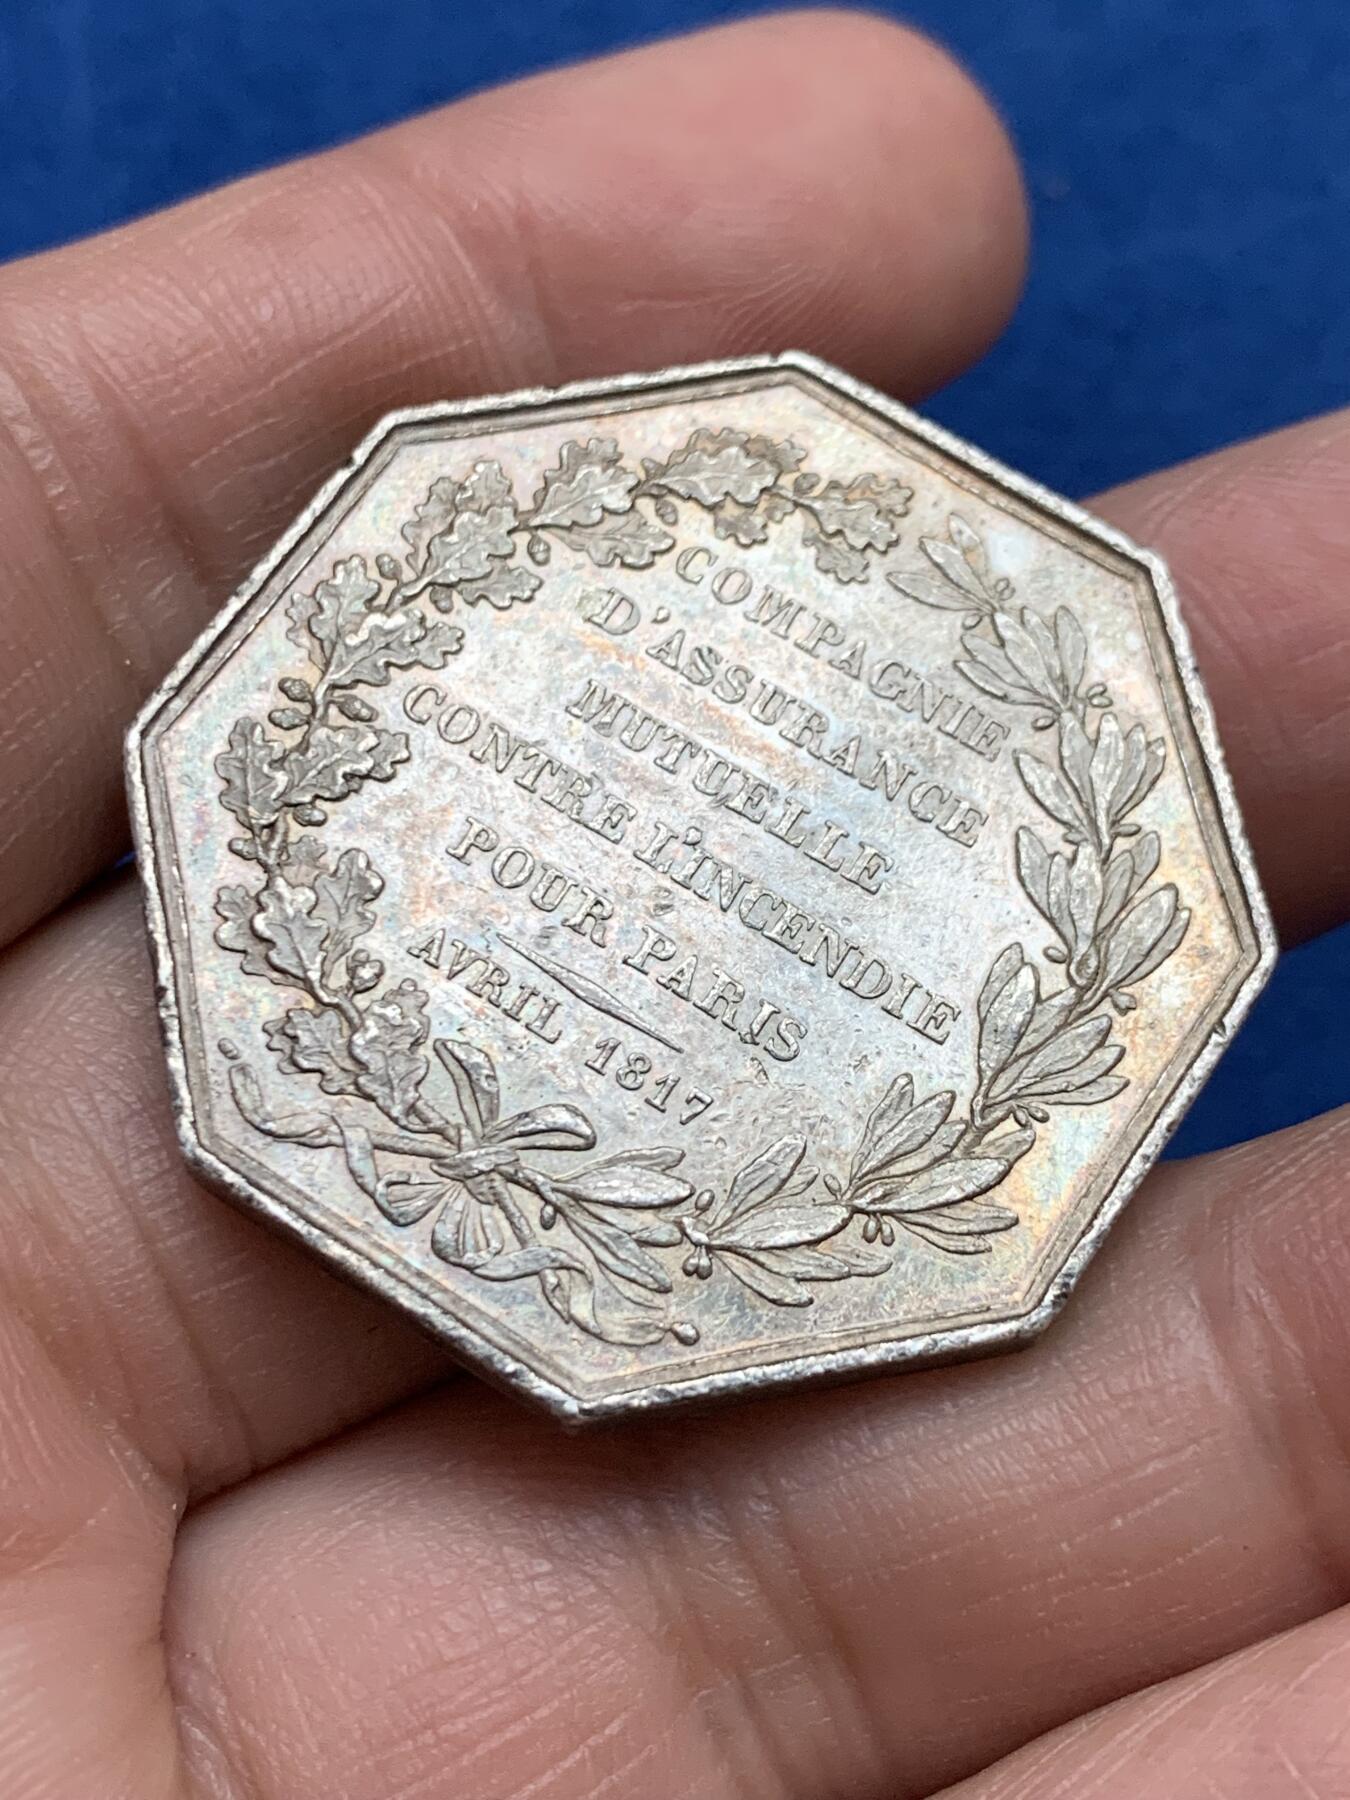 COMPAGNIE
D'ASSURANCE
MUTUELLE
CONTRE L'INCENDIE
POUR PARIS
AVRIL 1817